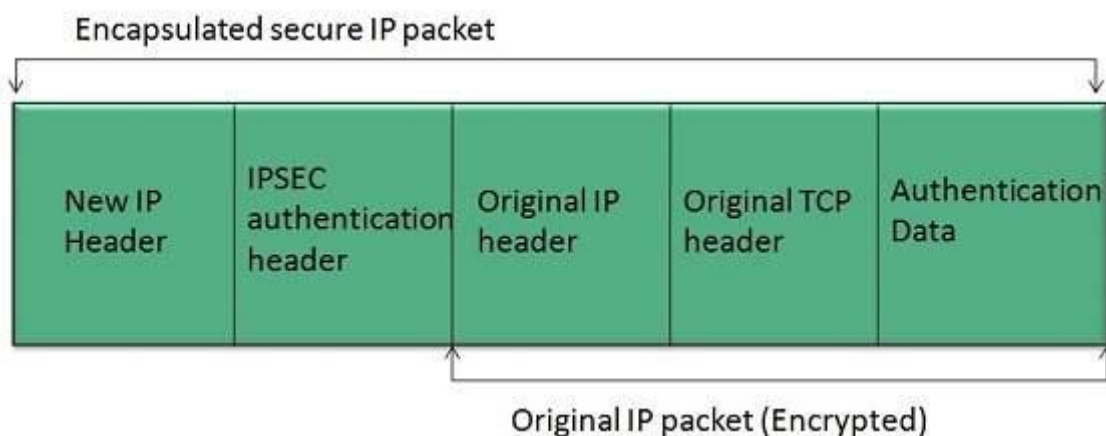 Encapsulated secure IP packet
New IP
Header
IPSEC
authentication
header
Original IP
header
Original TCP
header
Authentication
Data
Original IP packet (Encrypted)